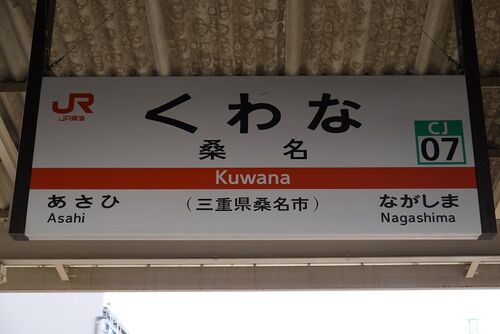 JR
JR東海
くわな
桑名
CJ
07
Kuwana
あさひ
Asahi
(三重県桑名市)
ながしま
Nagashima